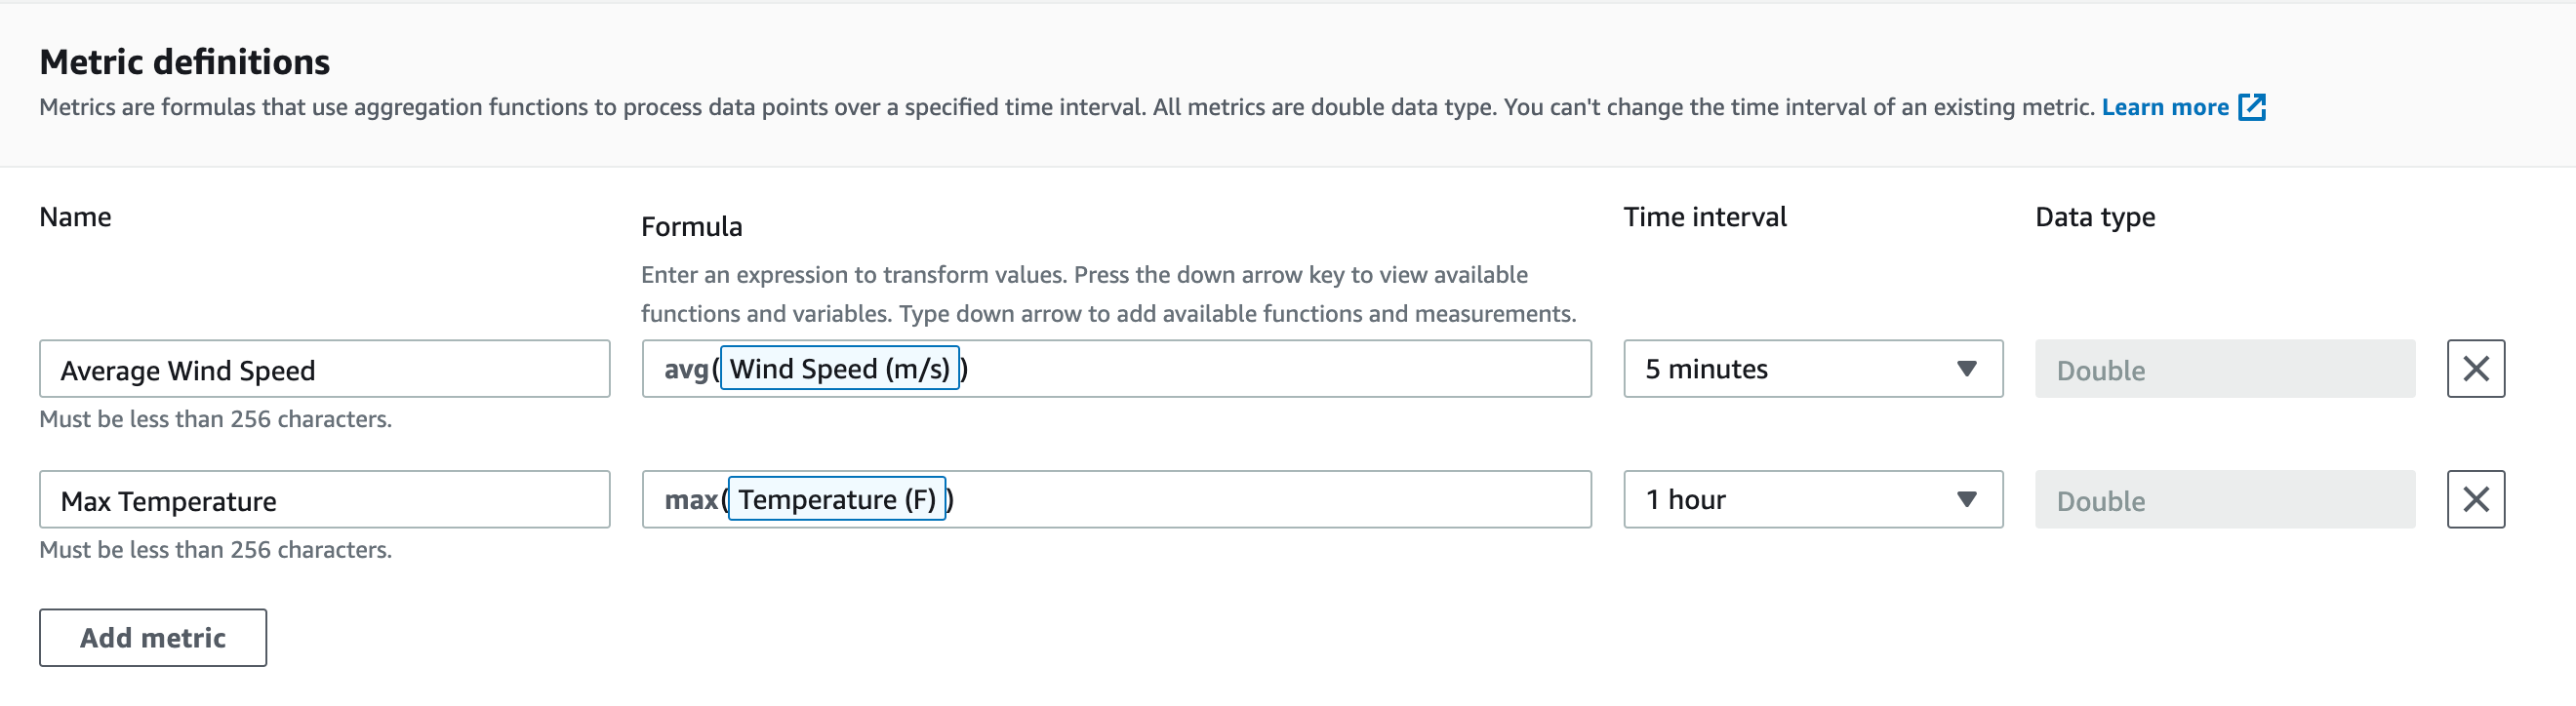 Metric definitions
Metrics are formulas that use aggregation functions to process data points over a specified time interval. All metrics are double data type. You can't change the time interval of an existing metric. Learn more
Name
Formula
Time interval
Data type
Enter an expression to transform values. Press the down arrow key to view available
functions and variables. Type down arrow to add available functions and measurements.
Average Wind Speed
avg(Wind Speed (m/s))
5 minutes
Double
Must be less than 256 characters.
Max Temperature
max(Temperature (F))
1 hour
Double
Must be less than 256 characters.
Add metric